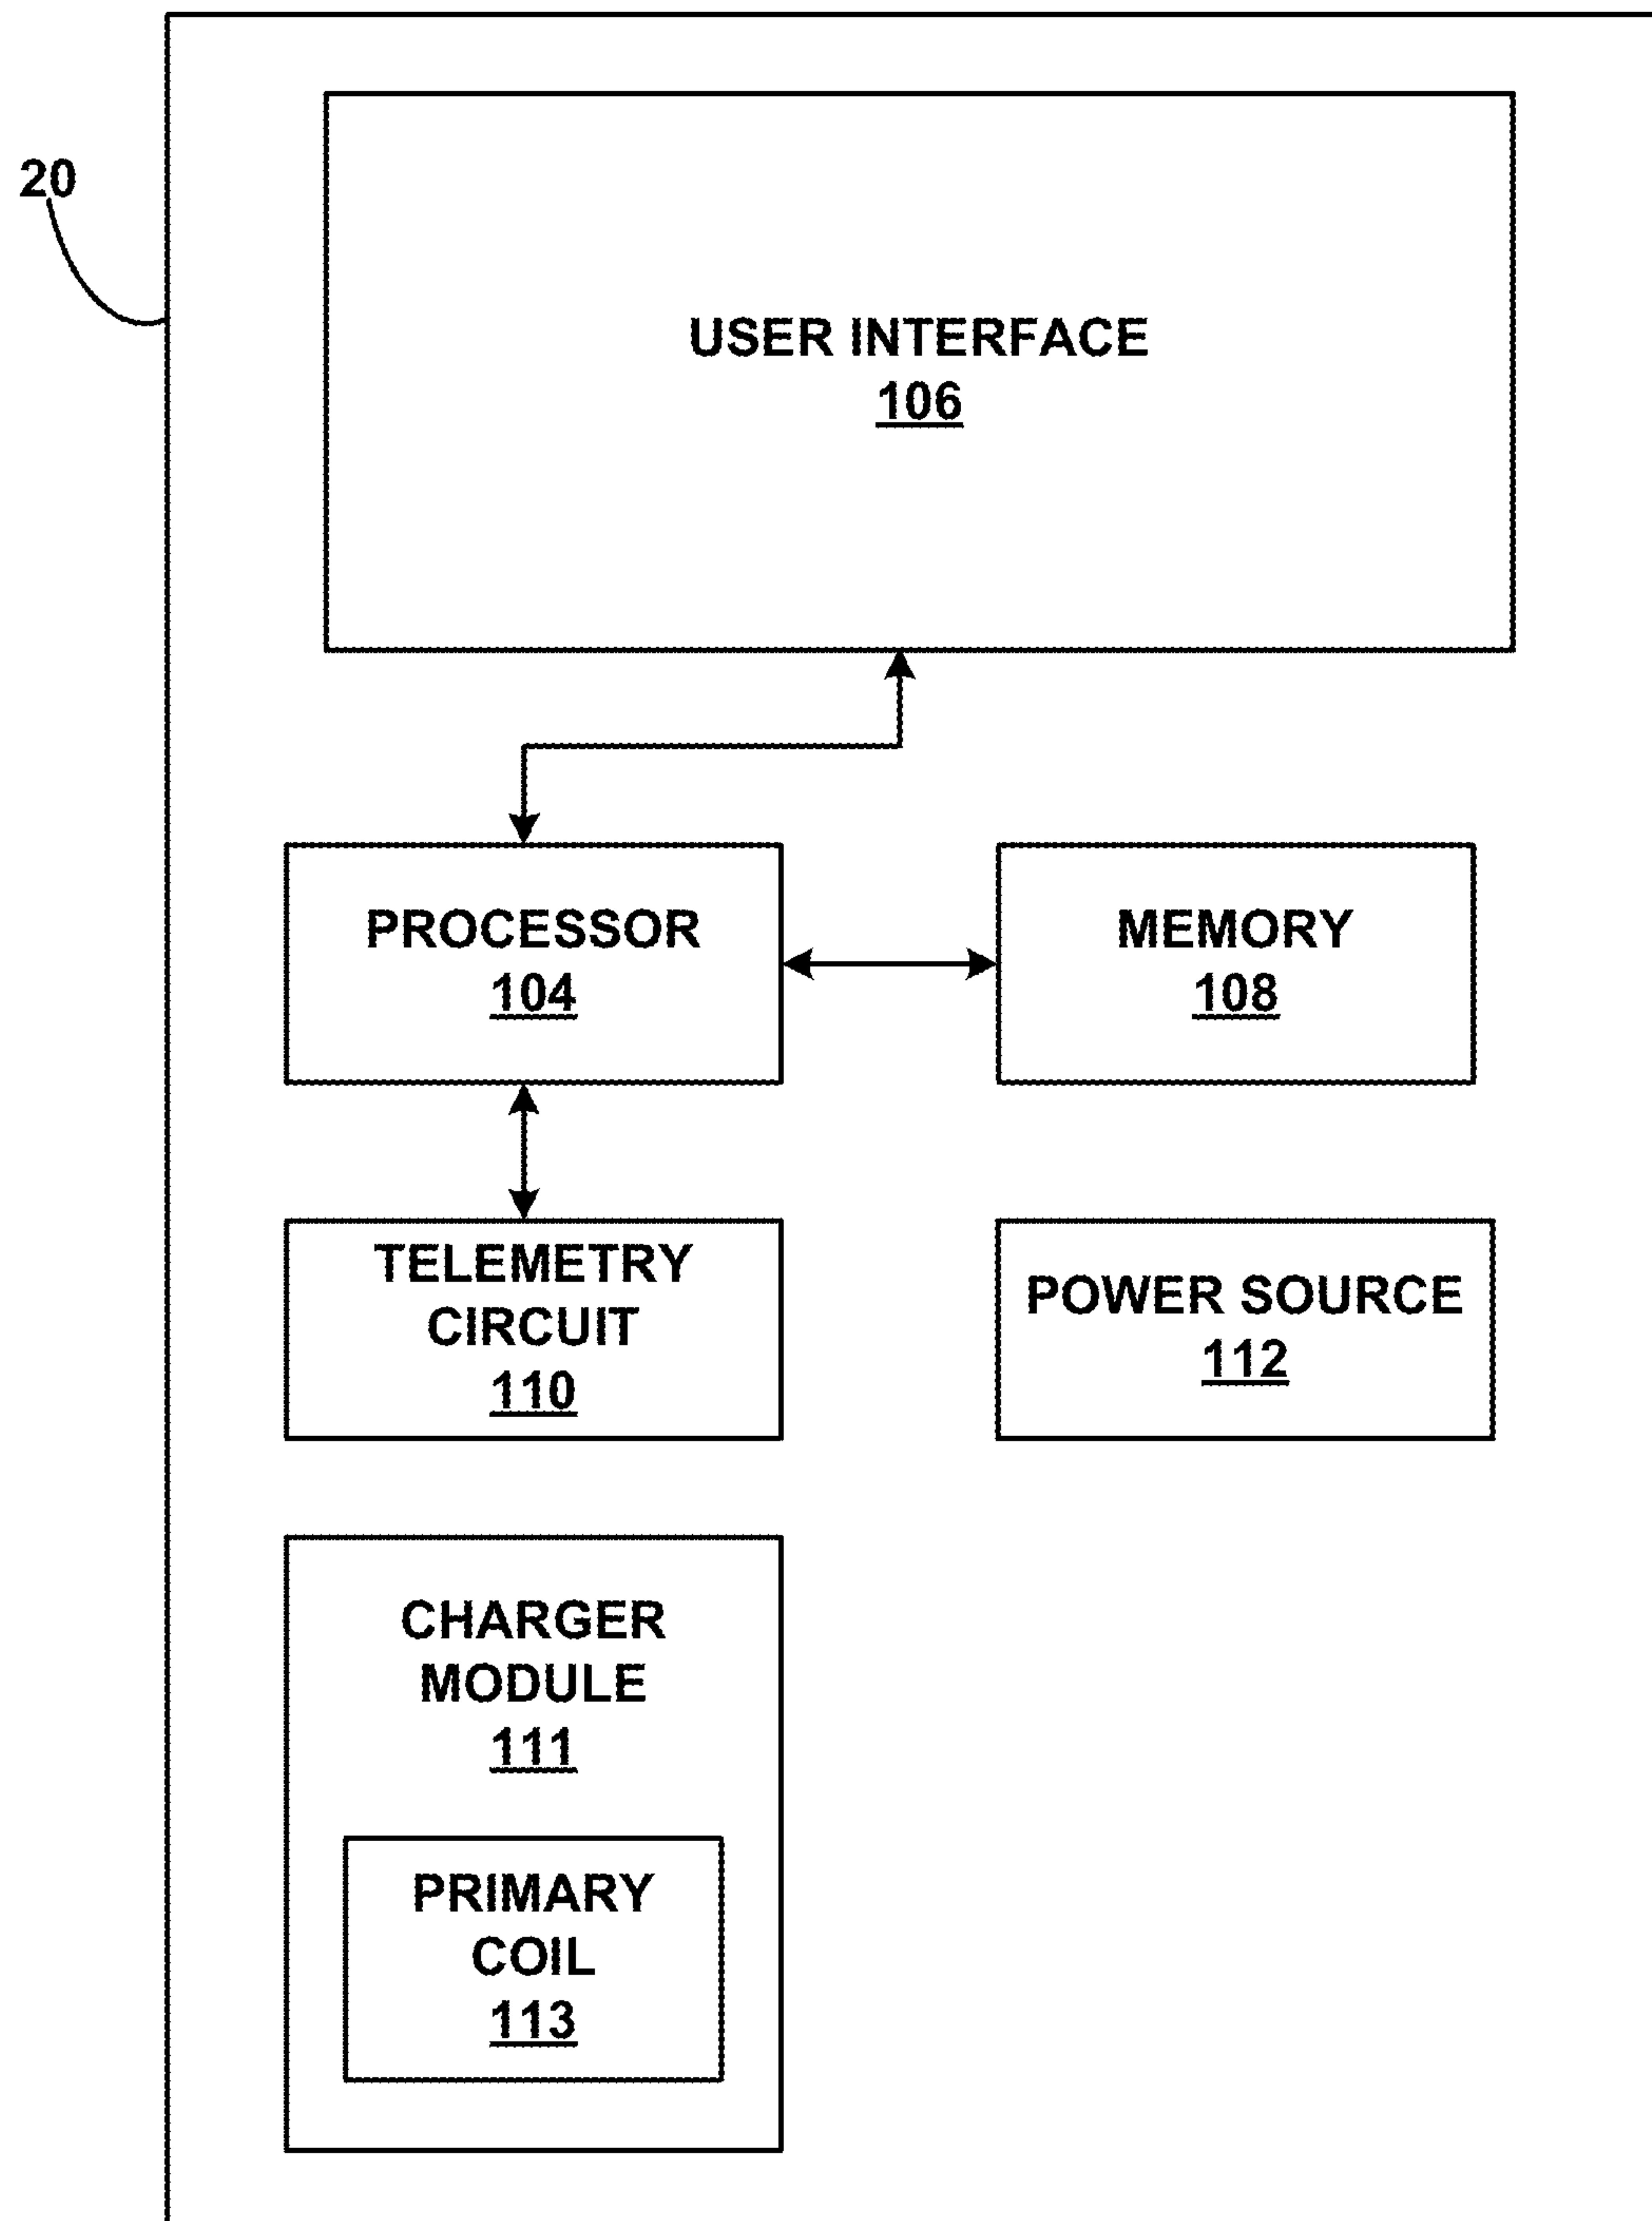 20
USER INTERFACE
106
PROCESSOR
104
MEMORY
108
TELEMETRY
CIRCUIT
110
POWER SOURCE
112
CHARGER
MODULE
111
PRIMARY
COIL
113